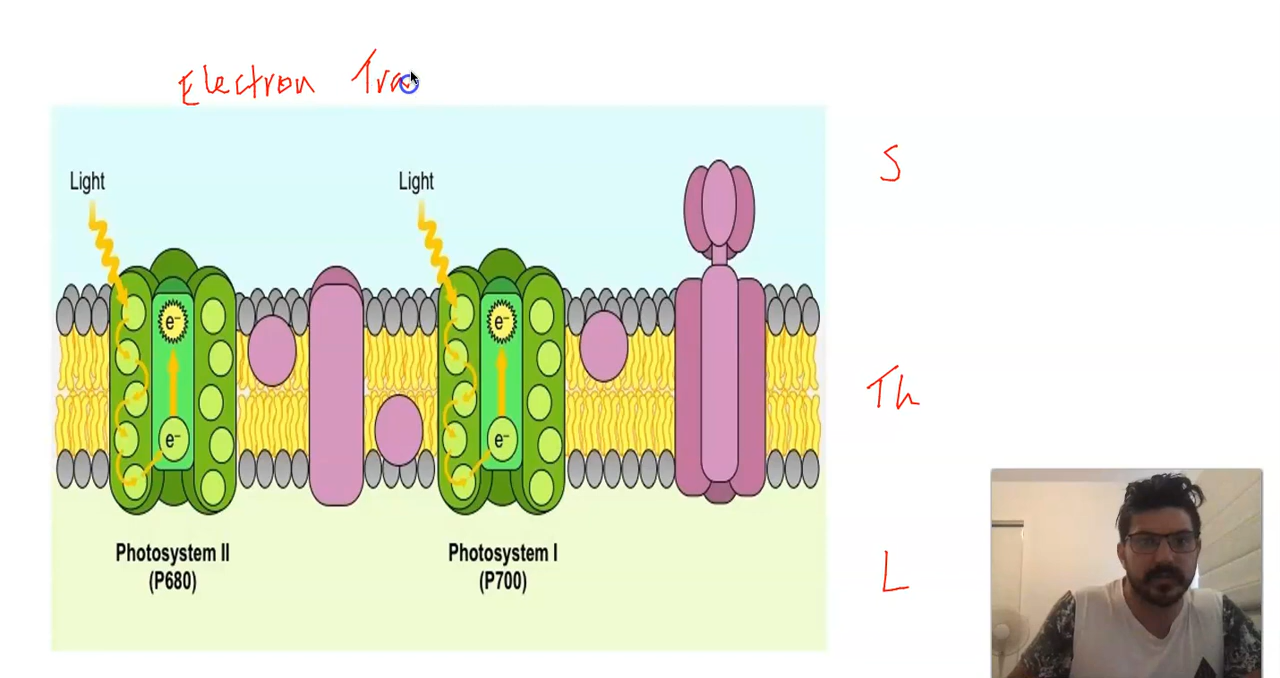 Electron Tra
Light
Light
S
e⁻
e⁻
Th
e⁻
e⁻
Photosystem II
(P680)
Photosystem I
(P700)
L